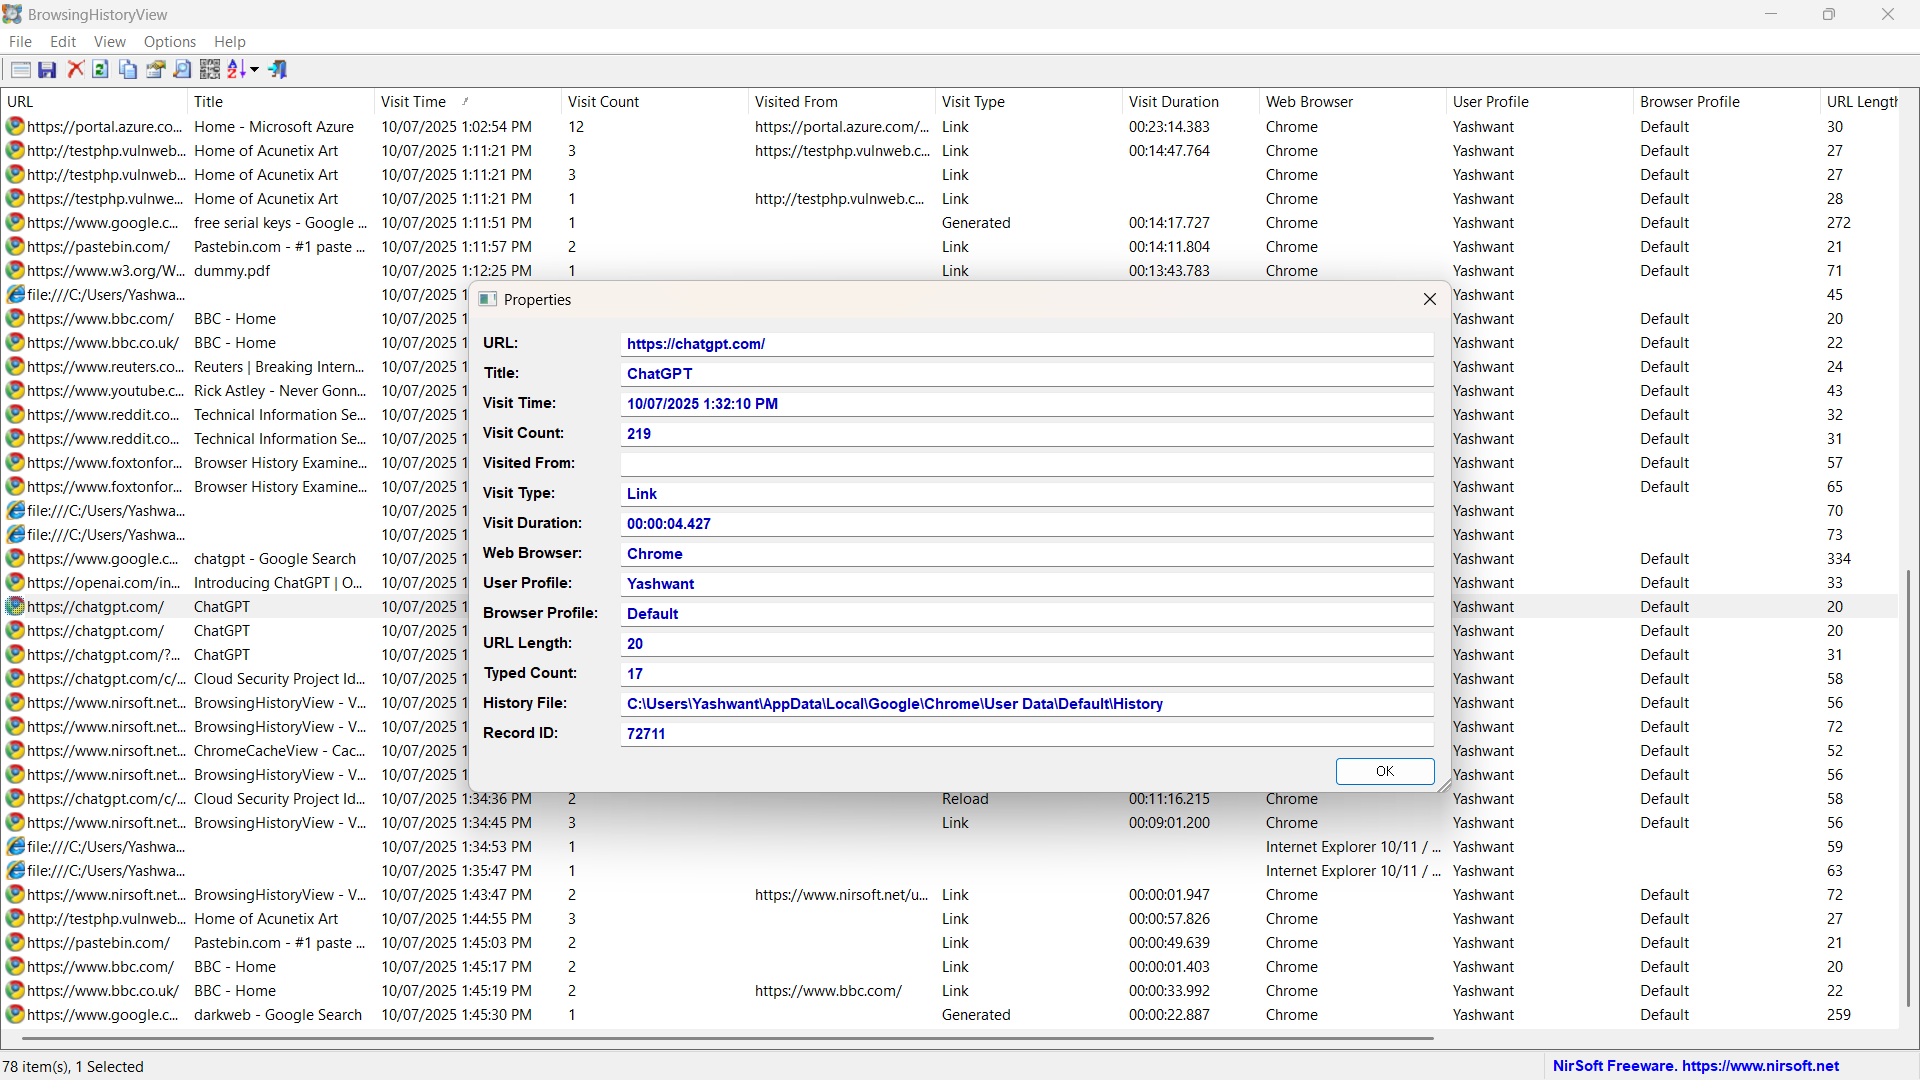 BrowsingHistoryView
File Edit View Options Help
URL Title Visit Time Visit Count Visited From Visit Type Visit Duration Web Browser User Profile Browser Profile URL Length
https://portal.azure.co... Home - Microsoft Azure 10/07/2025 1:02:54 PM 12 https://portal.azure.com/... Link 00:23:14.383 Chrome Yashwant Default 30
http://testphp.vulnweb... Home of Acunetix Art 10/07/2025 1:11:21 PM 3 https://testphp.vulnweb.c... Link 00:14:47.764 Chrome Yashwant Default 27
http://testphp.vulnweb... Home of Acunetix Art 10/07/2025 1:11:21 PM 3 Link Chrome Yashwant Default 27
https://testphp.vulnwe... Home of Acunetix Art 10/07/2025 1:11:21 PM 1 http://testphp.vulnweb.c... Link Chrome Yashwant Default 28
https://www.google.c... free serial keys - Google ... 10/07/2025 1:11:51 PM 1 Generated 00:14:17.727 Chrome Yashwant Default 272
https://pastebin.com/ Pastebin.com - #1 paste ... 10/07/2025 1:11:57 PM 2 Link 00:14:11.804 Chrome Yashwant Default 21
https://www.w3.org/W... dummy.pdf 10/07/2025 1:12:25 PM 1 Link 00:13:43.783 Chrome Yashwant Default 71
file:///C:/Users/Yashwa... 10/07/2025 1 Yashwant 45
https://www.bbc.com/ BBC - Home 10/07/2025 1 Yashwant Default 20
https://www.bbc.co.uk/ BBC - Home 10/07/2025 1 Yashwant Default 22
https://www.reuters.co... Reuters | Breaking Intern... 10/07/2025 1 Yashwant Default 24
https://www.youtube.c... Rick Astley - Never Gonn... 10/07/2025 1 Yashwant Default 43
https://www.reddit.co... Technical Information Se... 10/07/2025 1 Yashwant Default 32
https://www.reddit.co... Technical Information Se... 10/07/2025 1 Yashwant Default 31
https://www.foxtonfor... Browser History Examine... 10/07/2025 1 Yashwant Default 57
https://www.foxtonfor... Browser History Examine... 10/07/2025 1 Yashwant Default 65
file:///C:/Users/Yashwa... 10/07/2025 1 Yashwant 70
file:///C:/Users/Yashwa... 10/07/2025 1 Yashwant 73
https://www.google.c... chatgpt - Google Search 10/07/2025 1 Yashwant Default 334
https://openai.com/in... Introducing ChatGPT | O... 10/07/2025 1 Yashwant Default 33
https://chatgpt.com/ ChatGPT 10/07/2025 1 Yashwant Default 20
https://chatgpt.com/ ChatGPT 10/07/2025 1 Yashwant Default 20
https://chatgpt.com/?... ChatGPT 10/07/2025 1 Yashwant Default 31
https://chatgpt.com/c/... Cloud Security Project Id... 10/07/2025 1 Yashwant Default 58
https://www.nirsoft.net... BrowsingHistoryView - V... 10/07/2025 1 Yashwant Default 56
https://www.nirsoft.net... BrowsingHistoryView - V... 10/07/2025 1 Yashwant Default 72
https://www.nirsoft.net... ChromeCacheView - Cac... 10/07/2025 1 Yashwant Default 52
https://www.nirsoft.net... BrowsingHistoryView - V... 10/07/2025 1 Yashwant Default 56
https://chatgpt.com/c/... Cloud Security Project Id... 10/07/2025 1:34:36 PM 2 Reload 00:11:16.215 Chrome Yashwant Default 58
https://www.nirsoft.net... BrowsingHistoryView - V... 10/07/2025 1:34:45 PM 3 Link 00:09:01.200 Chrome Yashwant Default 56
file:///C:/Users/Yashwa... 10/07/2025 1:34:53 PM 1 Internet Explorer 10/11 / ... Yashwant 59
file:///C:/Users/Yashwa... 10/07/2025 1:35:47 PM 1 Internet Explorer 10/11 / ... Yashwant 63
https://www.nirsoft.net... BrowsingHistoryView - V... 10/07/2025 1:43:47 PM 2 https://www.nirsoft.net/u... Link 00:00:01.947 Chrome Yashwant Default 72
http://testphp.vulnweb... Home of Acunetix Art 10/07/2025 1:44:55 PM 3 Link 00:00:57.826 Chrome Yashwant Default 27
https://pastebin.com/ Pastebin.com - #1 paste ... 10/07/2025 1:45:03 PM 2 Link 00:00:49.639 Chrome Yashwant Default 21
https://www.bbc.com/ BBC - Home 10/07/2025 1:45:17 PM 2 Link 00:00:01.403 Chrome Yashwant Default 20
https://www.bbc.co.uk/ BBC - Home 10/07/2025 1:45:19 PM 2 https://www.bbc.com/ Link 00:00:33.992 Chrome Yashwant Default 22
https://www.google.c... darkweb - Google Search 10/07/2025 1:45:30 PM 1 Generated 00:00:22.887 Chrome Yashwant Default 259
Properties
URL: https://chatgpt.com/
Title: ChatGPT
Visit Time: 10/07/2025 1:32:10 PM
Visit Count: 219
Visited From:
Visit Type: Link
Visit Duration: 00:00:04.427
Web Browser: Chrome
User Profile: Yashwant
Browser Profile: Default
URL Length: 20
Typed Count: 17
History File: C:\Users\Yashwant\AppData\Local\Google\Chrome\User Data\Default\History
Record ID: 72711
OK
78 item(s), 1 Selected
NirSoft Freeware. https://www.nirsoft.net